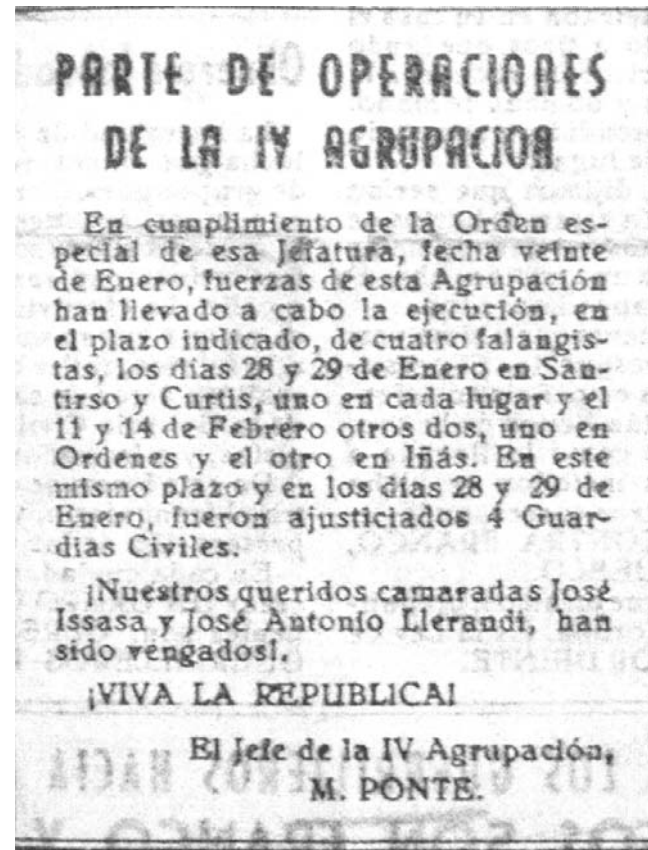 PARTE DE OPERACIONES
DE LA IV AGRUPACION
En cumplimiento de la Orden es-
pecial de esa Jefatura, fecha veinte
de Enero, fuerzas de esta Agrupación
han llevado a cabo la ejecución, en
el plazo indicado, de cuatro falangis-
tas, los días 28 y 29 de Enero en San-
tirso y Curtis, uno en cada lugar y el
11 y 14 de Febrero otros dos, uno en
Ordenes y el otro en Iñás. En este
mismo plazo y en los días 28 y 29 de
Enero, fueron ajusticiados 4 Guar-
dias Civiles.
¡Nuestros queridos camaradas José
Issasa y José Antonio Llerandi, han
sido vengados!.
¡VIVA LA REPUBLICA!
El Jefe de la IV Agrupación,
M. PONTE.